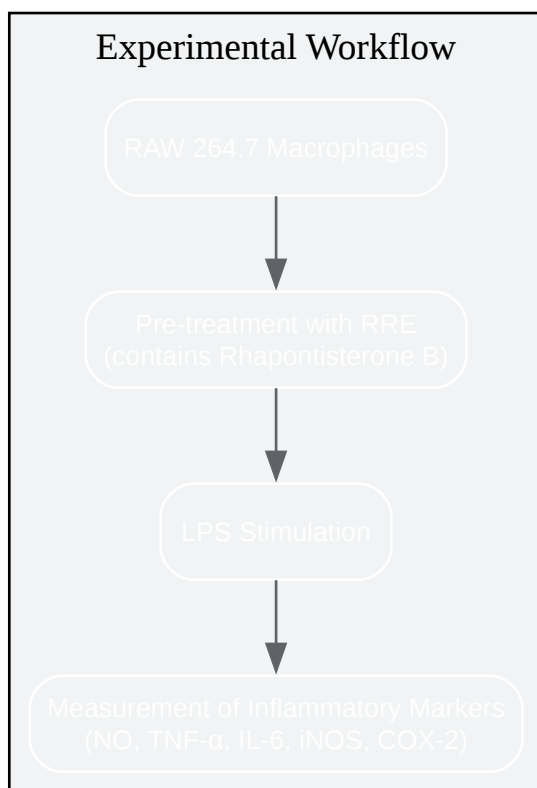 Experimental Workflow
RAW 264.7 Macrophages
Pre-treatment with RRE
(contains Rhapontisterone B)
LPS Stimulation
Measurement of Inflammatory Markers
(NO, TNF-α, IL-6, iNOS, COX-2)